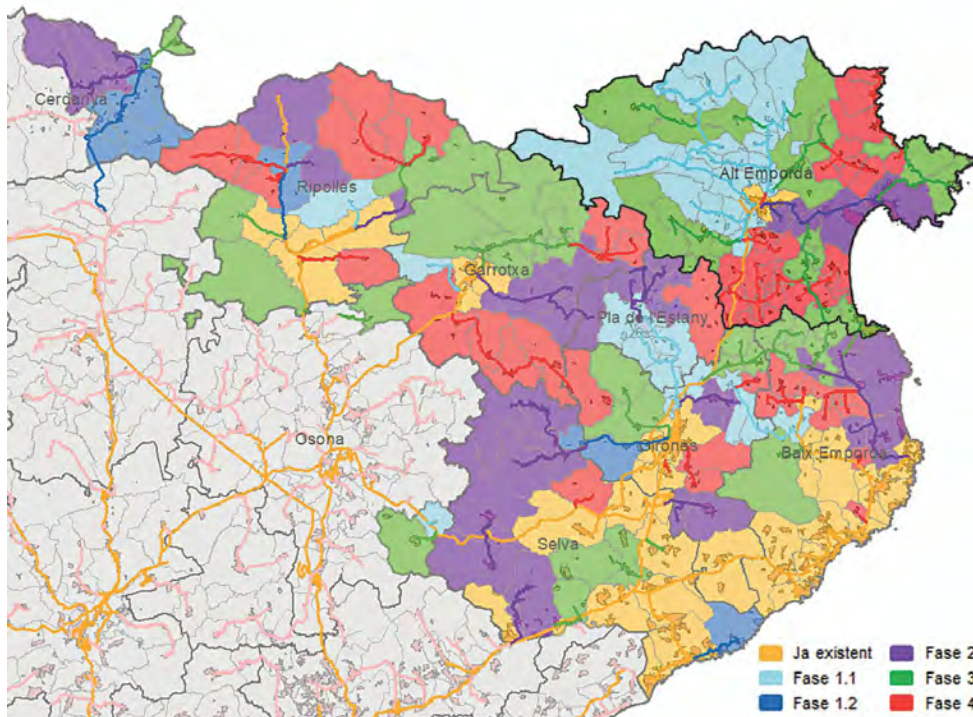 Cerdanya
Ripollès
Alt Empordà
Garrotxa
Pla de l'Estany
Osona
Gironès
Baix Empordà
Selva
Ja existent
Fase 1.1
Fase 1.2
Fase 2
Fase 3
Fase 4